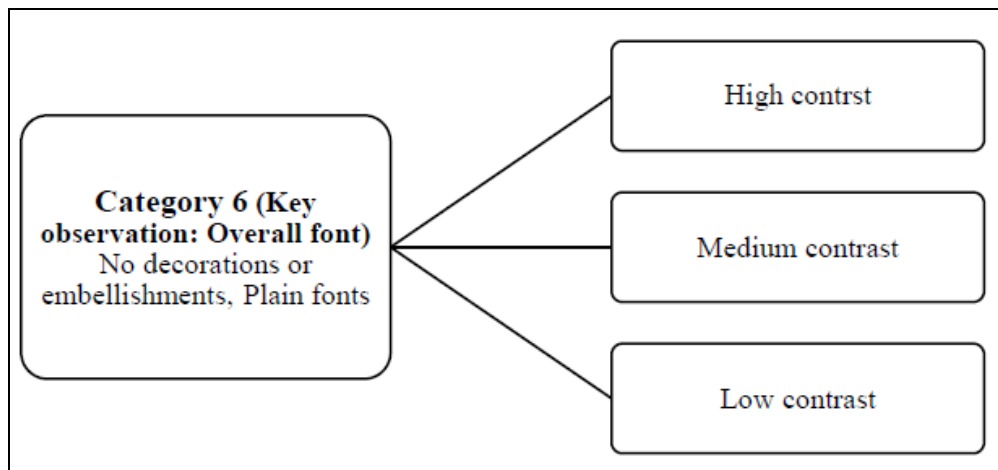 Category 6 (Key
observation: Overall font)
No decorations or
embellishments, Plain fonts
High contrst
Medium contrast
Low contrast